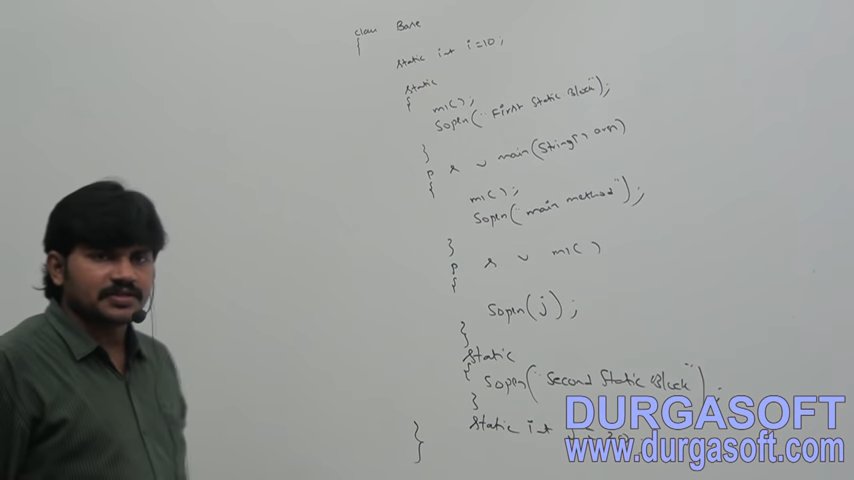 class Base
{
static int i=10;
static
{
m1();
Sopln("First Static Block");
}
p s v main(String[] args)
{
m1();
Sopln("main method");
}
p s v m1()
{
Sopln(j);
}
static
{
Sopln("Second Static Block");
}
static int j = 20;
}
DURGASOFT
www.durgasoft.com